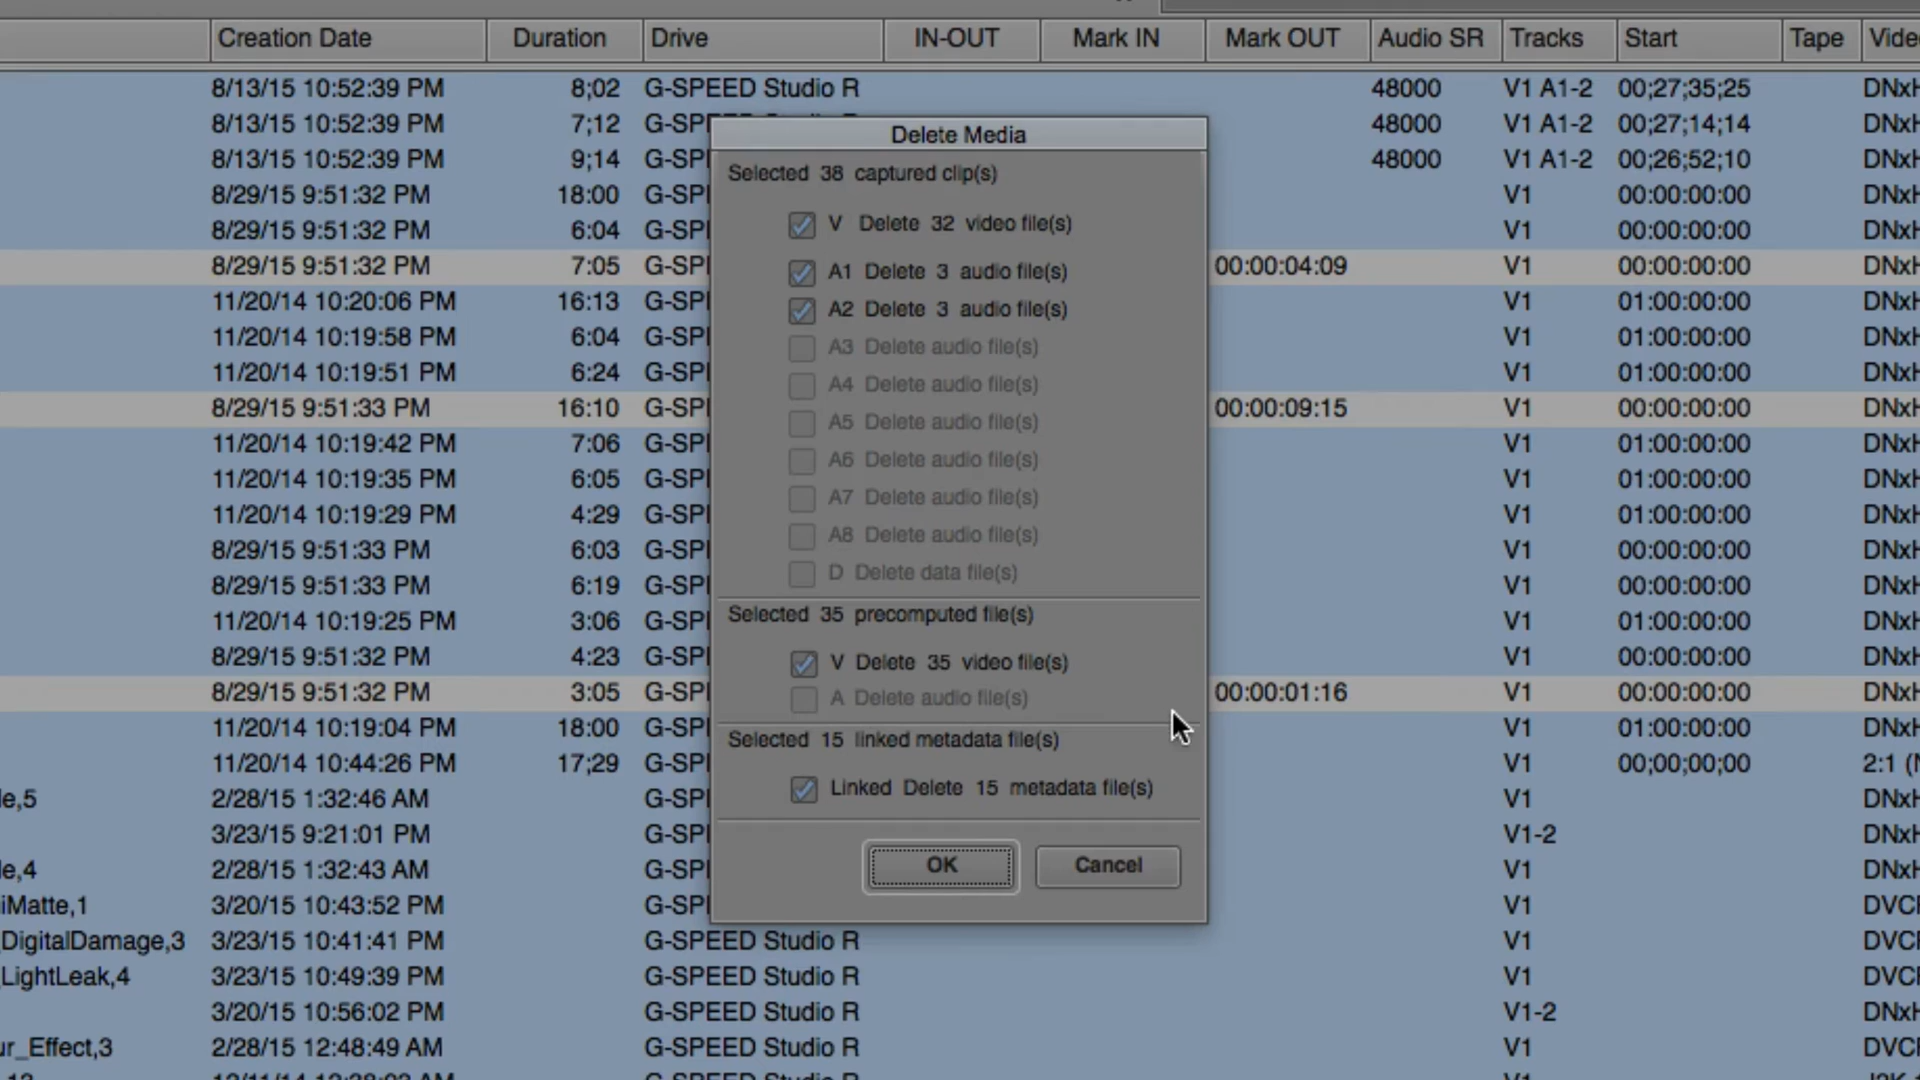 Creation Date Duration Drive IN-OUT Mark IN Mark OUT Audio SR Tracks Start Tape
8/13/15 10:52:39 PM 8;02 G-SPEED Studio R 48000 V1 A1-2 00;27;35;25
8/13/15 10:52:39 PM 7;12 48000 V1 A1-2 00;27;14;14
8/13/15 10:52:39 PM 9;14 48000 V1 A1-2 00;26;52;10
8/29/15 9:51:32 PM 18:00 V1 00:00:00:00
8/29/15 9:51:32 PM 6:04 V1 00:00:00:00
8/29/15 9:51:32 PM 7:05 00:00:04:09 V1 00:00:00:00
11/20/14 10:20:06 PM 16:13 V1 01:00:00:00
11/20/14 10:19:58 PM 6:04 V1 01:00:00:00
11/20/14 10:19:51 PM 6:24 V1 01:00:00:00
8/29/15 9:51:33 PM 16:10 00:00:09:15 V1 00:00:00:00
11/20/14 10:19:42 PM 7:06 V1 01:00:00:00
11/20/14 10:19:35 PM 6:05 V1 01:00:00:00
11/20/14 10:19:29 PM 4:29 V1 01:00:00:00
8/29/15 9:51:33 PM 6:03 V1 00:00:00:00
8/29/15 9:51:33 PM 6:19 V1 00:00:00:00
11/20/14 10:19:25 PM 3:06 V1 01:00:00:00
8/29/15 9:51:32 PM 4:23 V1 00:00:00:00
8/29/15 9:51:32 PM 3:05 00:00:01:16 V1 00:00:00:00
11/20/14 10:19:04 PM 18:00 V1 01:00:00:00
11/20/14 10:44:26 PM 17;29 V1 00;00;00;00 2:1
le,5 2/28/15 1:32:46 AM V1
3/23/15 9:21:01 PM V1-2
le,4 2/28/15 1:32:43 AM V1
iMatte,1 3/20/15 10:43:52 PM V1
DigitalDamage,3 3/23/15 10:41:41 PM G-SPEED Studio R V1
LightLeak,4 3/23/15 10:49:39 PM G-SPEED Studio R V1
3/20/15 10:56:02 PM G-SPEED Studio R V1-2
ur_Effect,3 2/28/15 12:48:49 AM G-SPEED Studio R V1
Delete Media
Selected 38 captured clip(s)
V Delete 32 video file(s)
A1 Delete 3 audio file(s)
A2 Delete 3 audio file(s)
A3 Delete audio file(s)
A4 Delete audio file(s)
A5 Delete audio file(s)
A6 Delete audio file(s)
A7 Delete audio file(s)
A8 Delete audio file(s)
D Delete data file(s)
Selected 35 precomputed file(s)
V Delete 35 video file(s)
A Delete audio file(s)
Selected 15 linked metadata file(s)
Linked Delete 15 metadata file(s)
OK Cancel